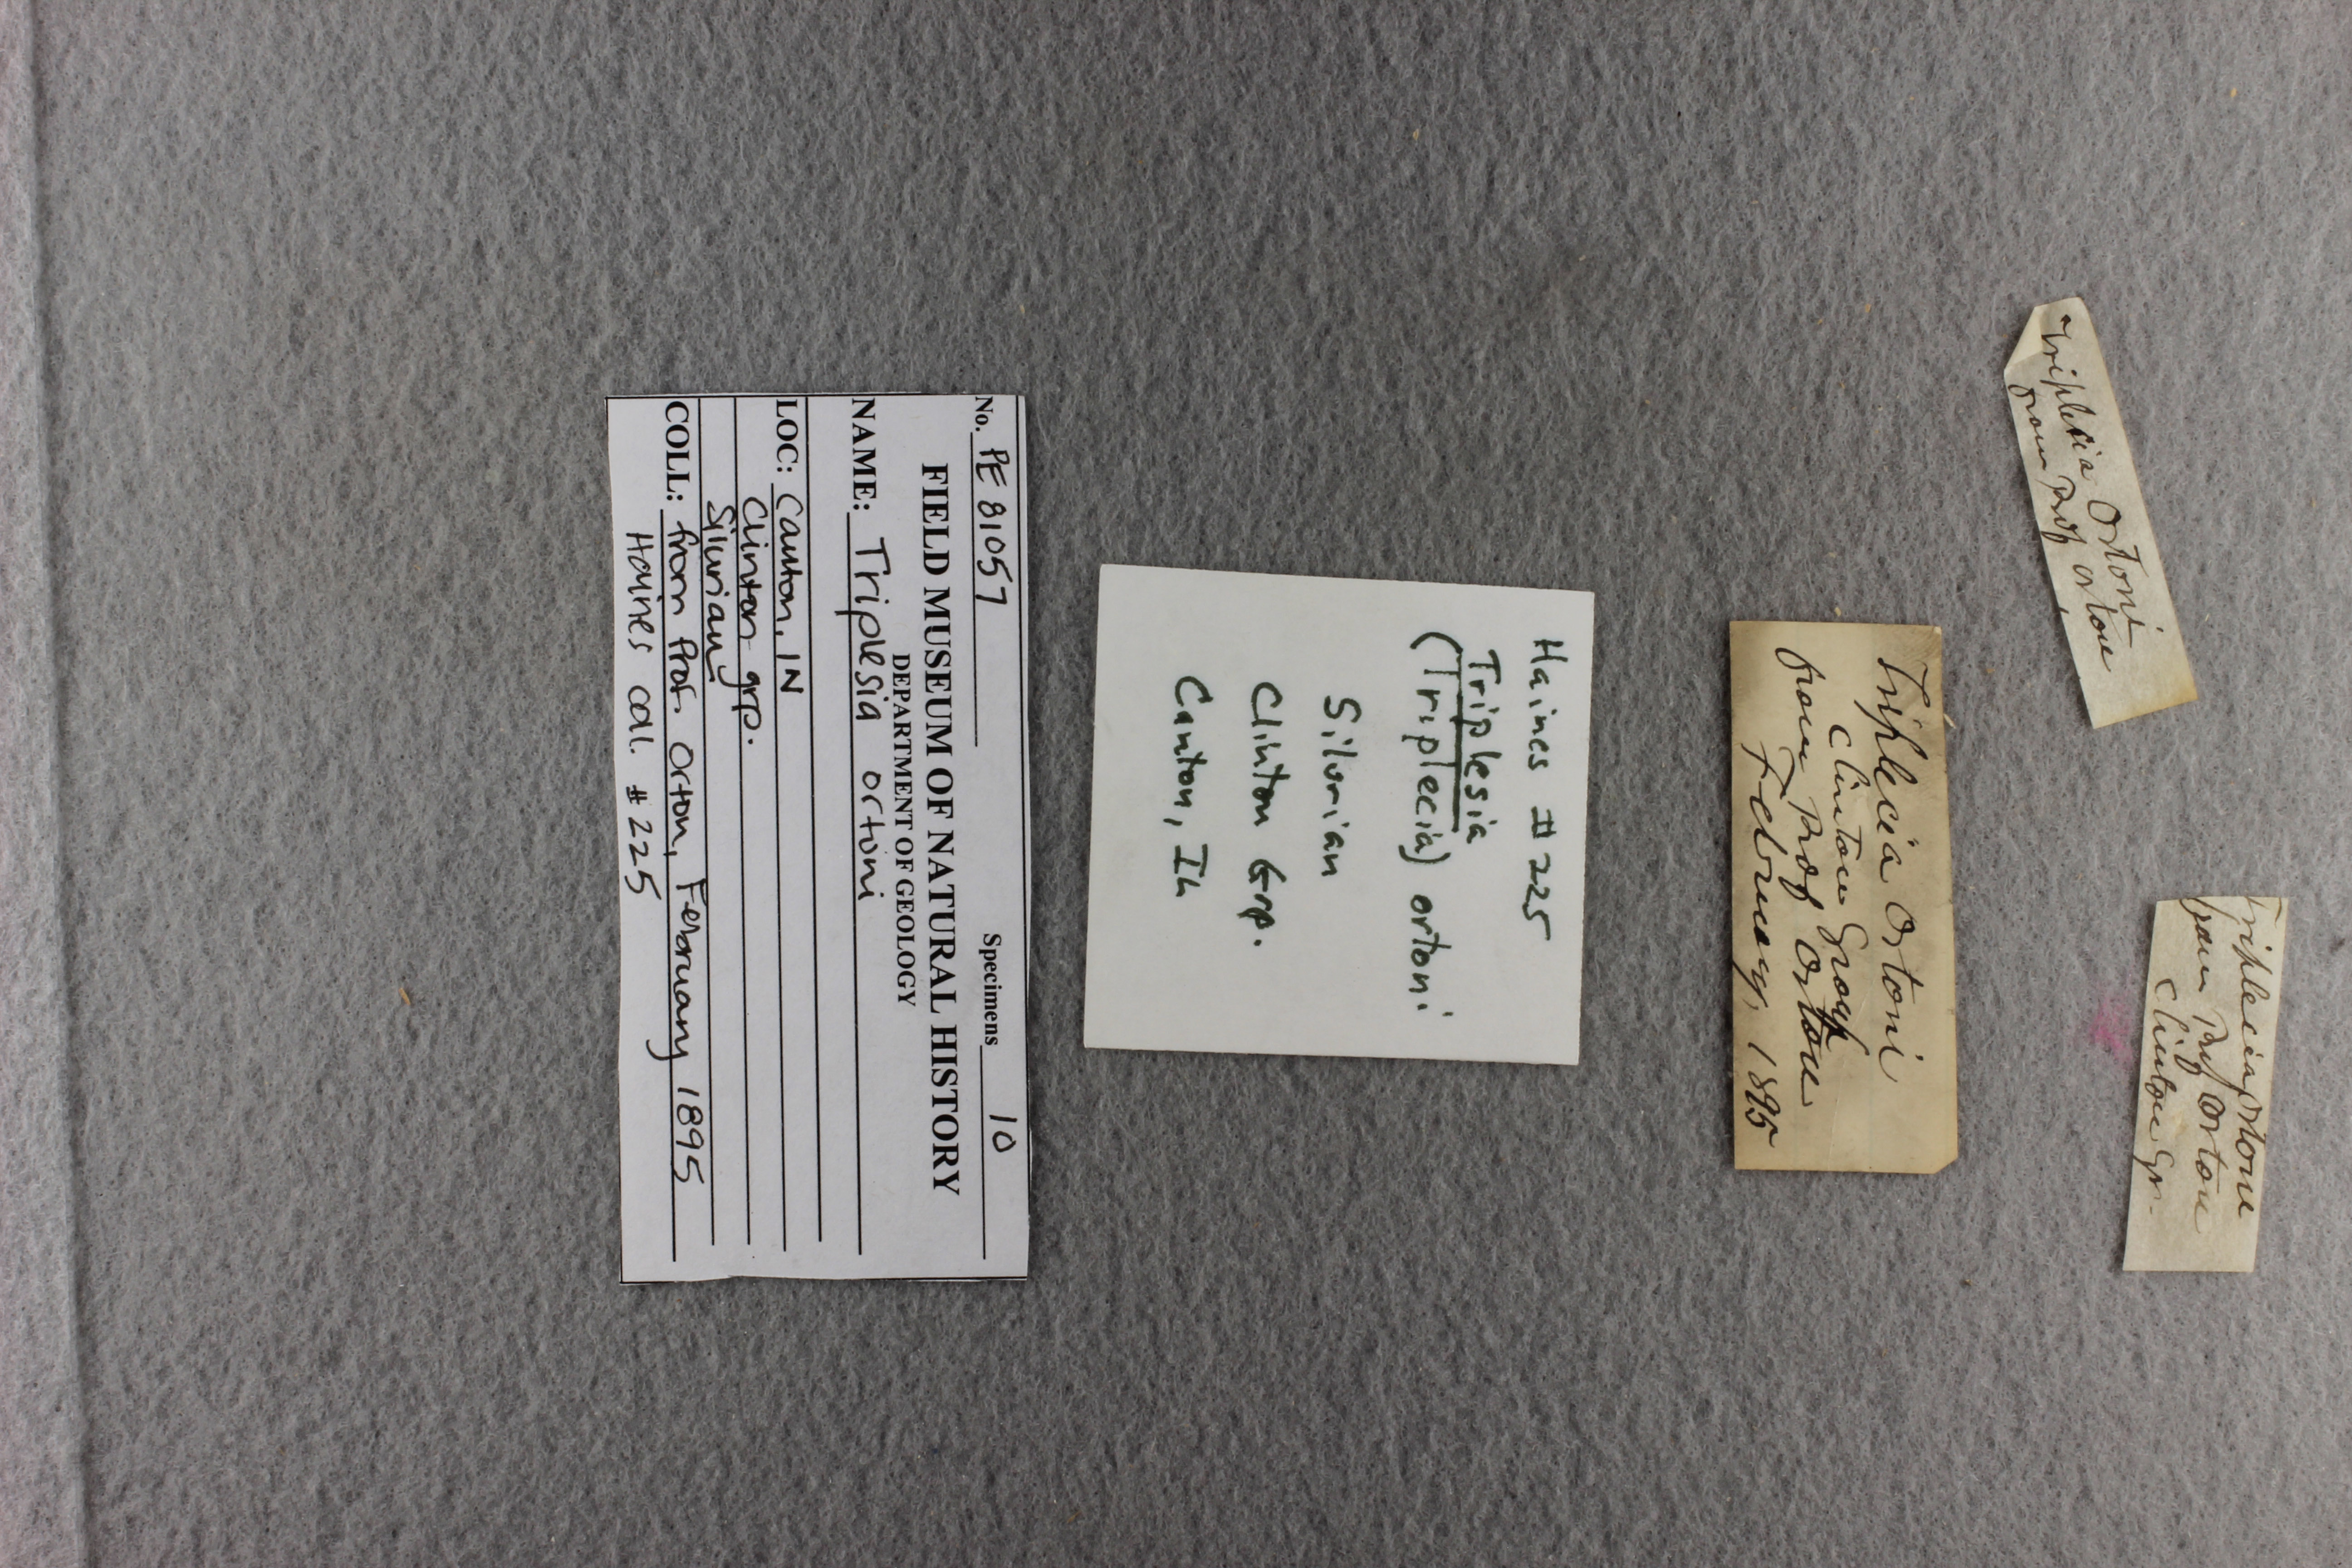 Triplecia Ortoni
from Prof Orton
Triplecia Ortoni
from Prof Orton
Clinton Gr.
Triplecia Ortoni
Clinton Group
from Prof Orton
February, 1895
Haines # 225
Triplesia
(Triplecia) ortoni
Silurian
Clinton Grp.
Canton, In
No. PE 81057 Specimens 10
FIELD MUSEUM OF NATURAL HISTORY
DEPARTMENT OF GEOLOGY
NAME: Triplesia ortoni
LOC: Canton, IN
Clinton grp.
Silurian
COLL: from Prof. Orton, February 1895
Haines col. # 225